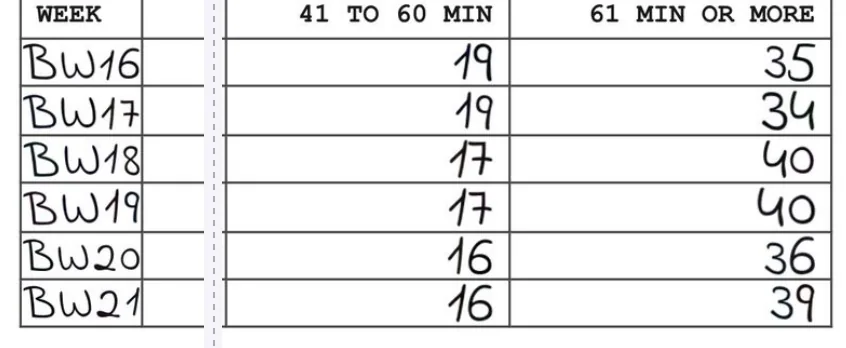 WEEK 41 TO 60 MIN 61 MIN OR MORE
BW16 19 35
BW17 19 34
BW18 17 40
BW19 17 40
BW20 16 36
BW21 16 39